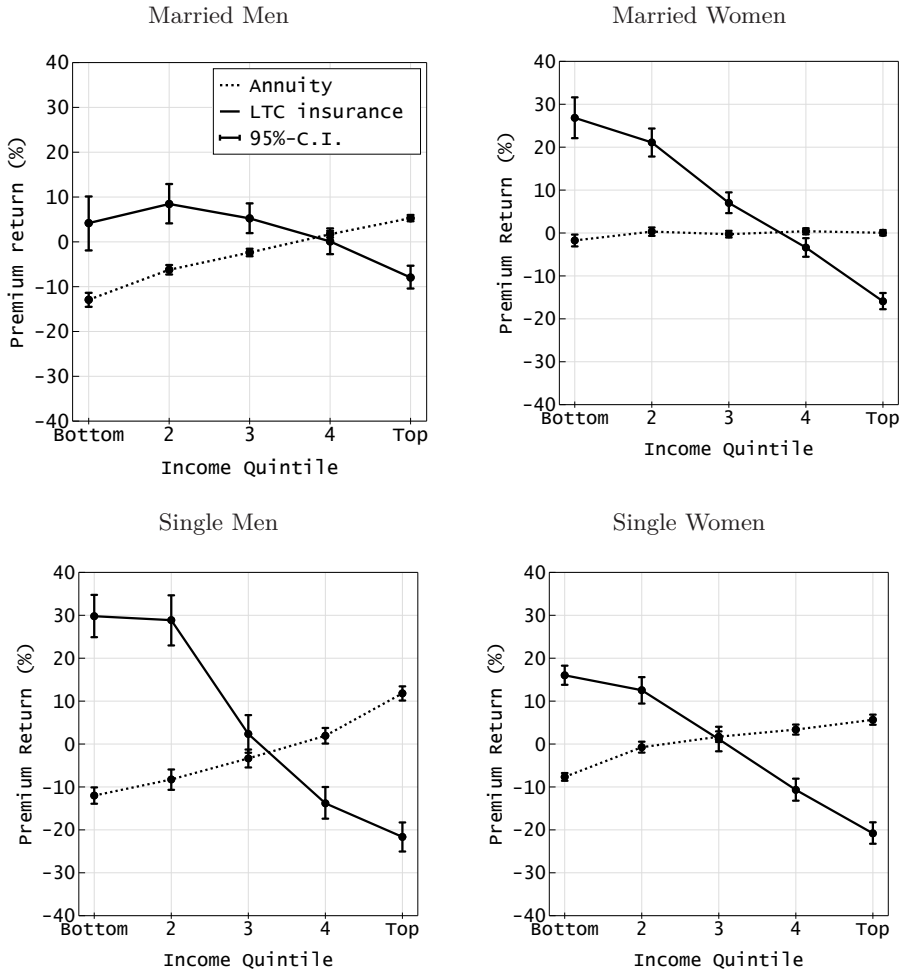 Married Men
Married Women
40
30
20
10
0
-10
-20
-30
-40
Premium return (%)
Annuity
LTC insurance
95%-C.I.
Bottom 2 3 4 Top
Income Quintile
40
30
20
10
0
-10
-20
-30
-40
Premium Return (%)
Bottom 2 3 4 Top
Income Quintile
Single Men
Single Women
40
30
20
10
0
-10
-20
-30
-40
Premium Return (%)
Bottom 2 3 4 Top
Income Quintile
40
30
20
10
0
-10
-20
-30
-40
Premium Return (%)
Bottom 2 3 4 Top
Income Quintile